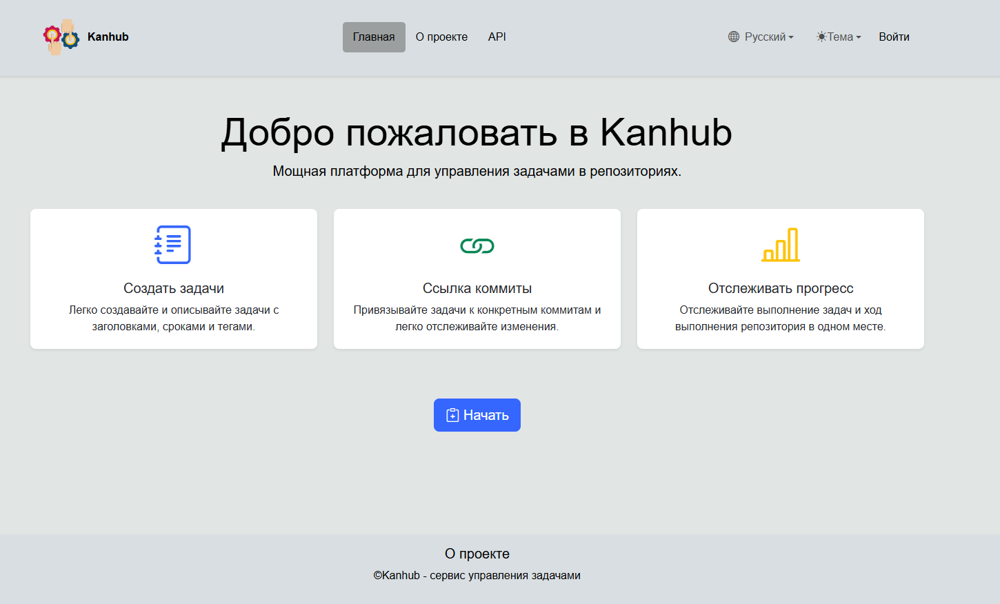 Kanhub
Главная
О проекте
API
Русский
Тема
Войти
Добро пожаловать в Kanhub
Мощная платформа для управления задачами в репозиториях.
Создать задачи
Легко создавайте и описывайте задачи с
заголовками, сроками и тегами.
Ссылка коммиты
Привязывайте задачи к конкретным коммитам и
легко отслеживайте изменения.
Отслеживать прогресс
Отслеживайте выполнение задач и ход
выполнения репозитория в одном месте.
Начать
О проекте
©Kanhub - сервис управления задачами